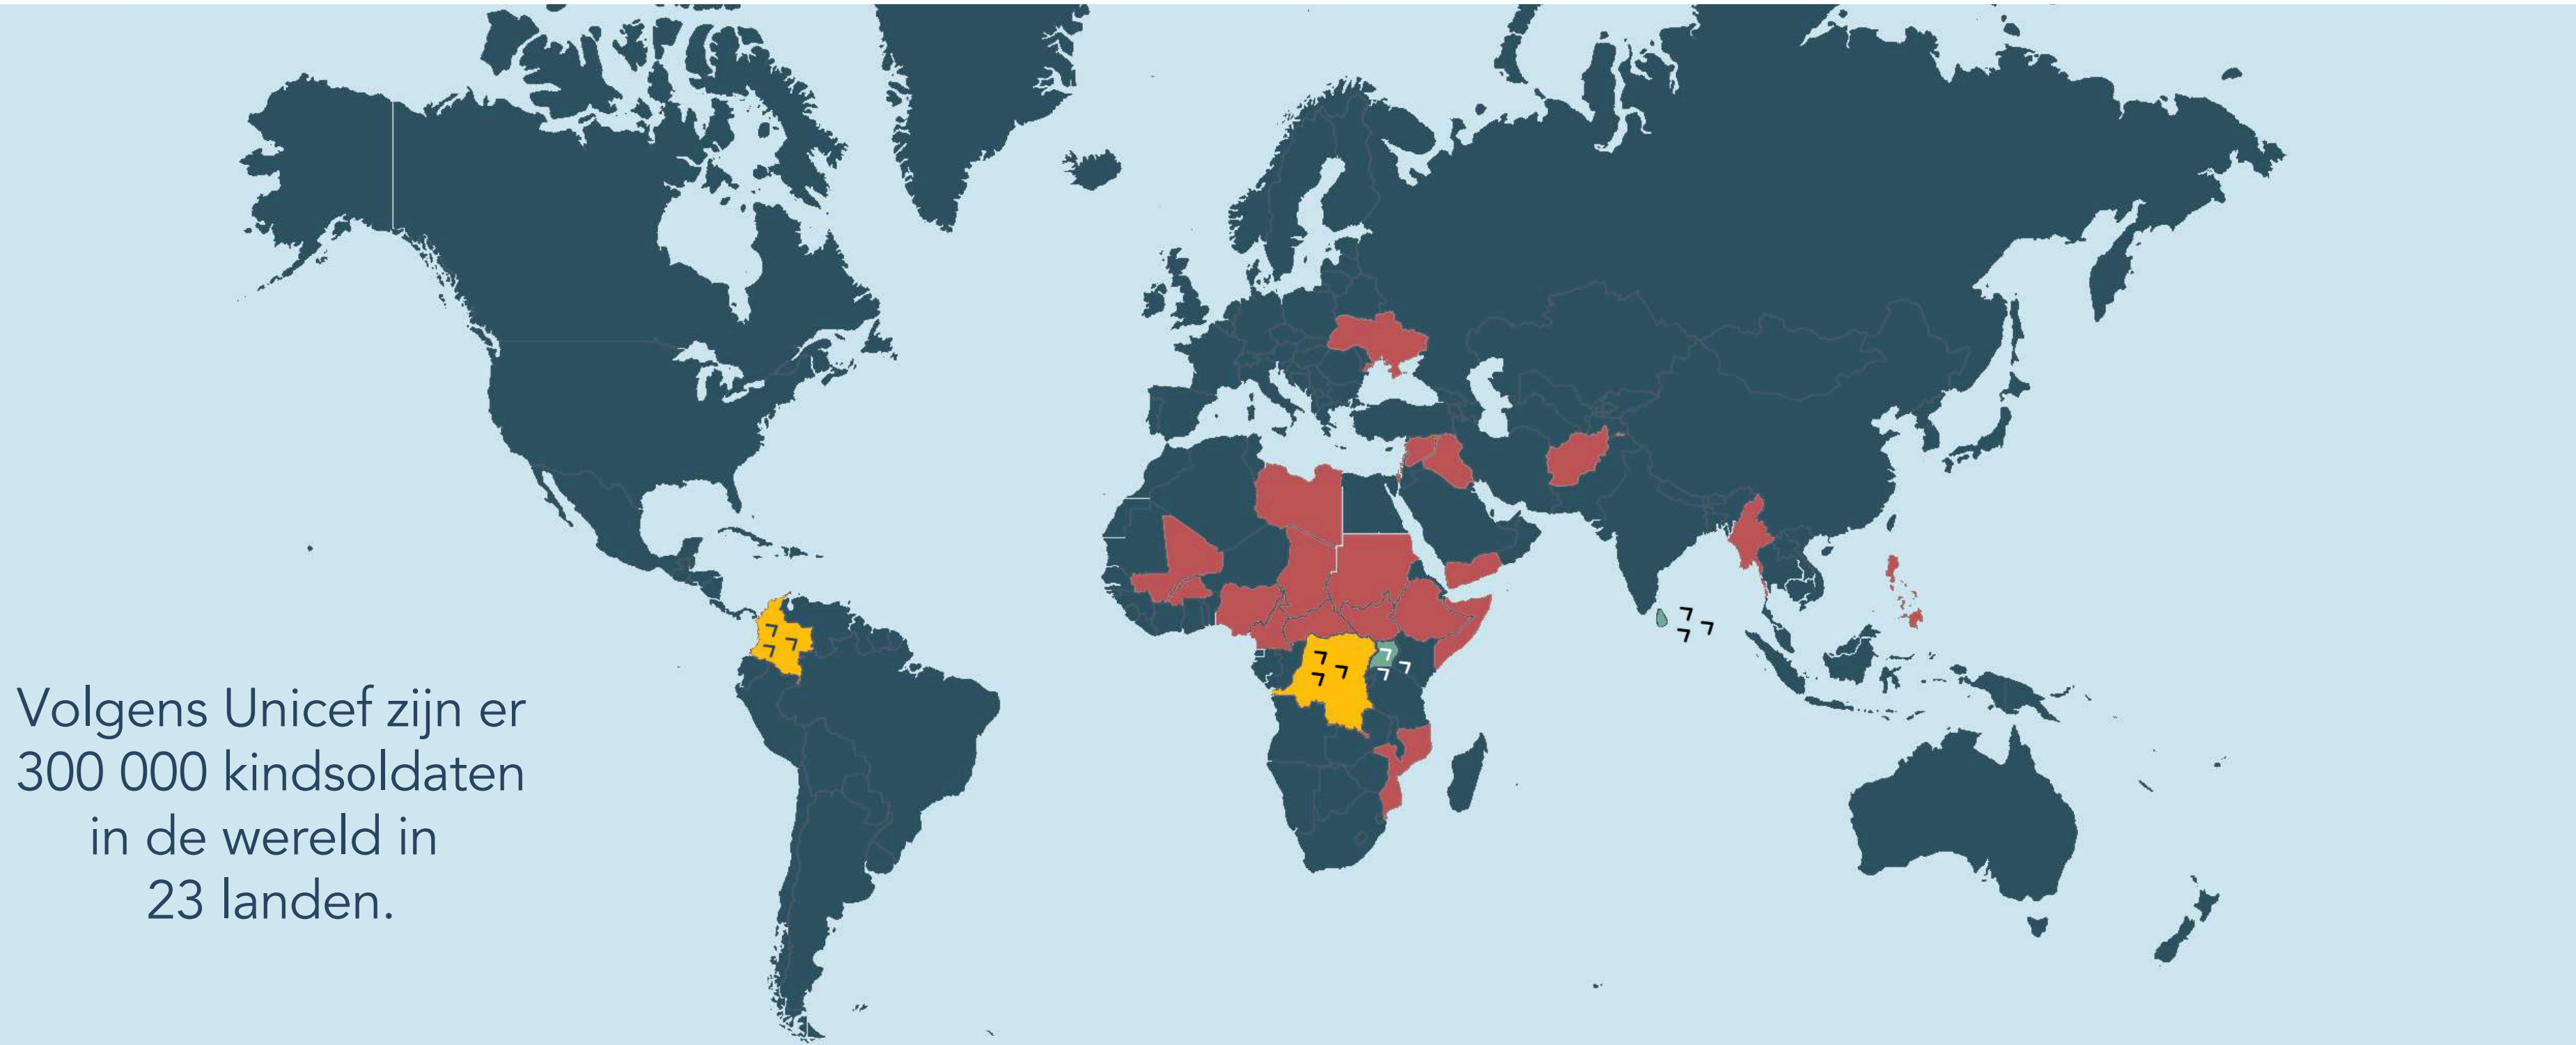 Volgens Unicef zijn er
300 000 kindsoldaten
in de wereld in
23 landen.